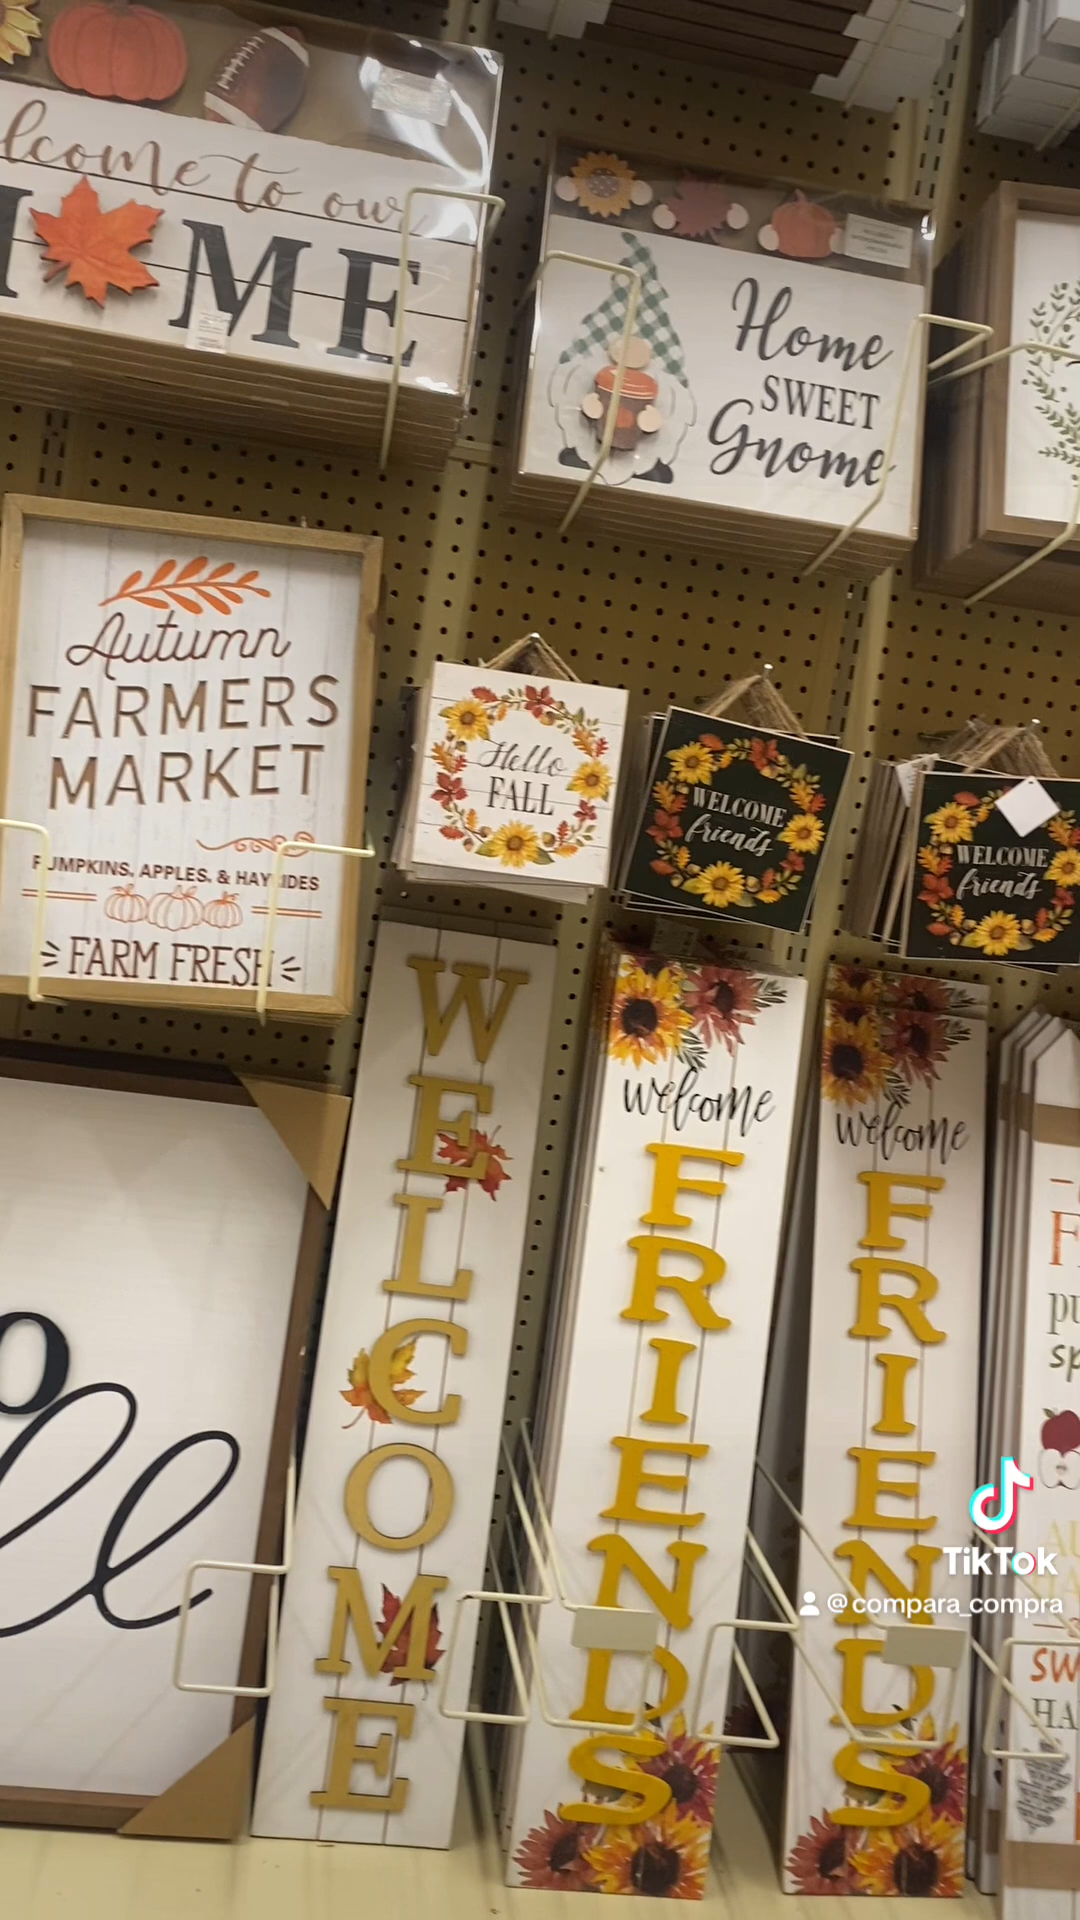 lcome to our
ME
Home
SWEET
Gnome
Autumn
FARMERS
MARKET
PUMPKINS, APPLES, & HAYRIDES
FARM FRESH
Hello
FALL
WELCOME
friends
WELCOME
friends
WELCOME
welcome
FRIENDS
welcome
FRIENDS
TikTok
@compara_compra